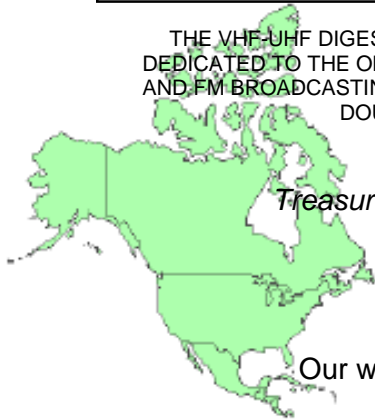 THE VHF-UHF DIGES
DEDICATED TO THE O
AND FM BROADCASTIN
DOU
Treasur
Our w